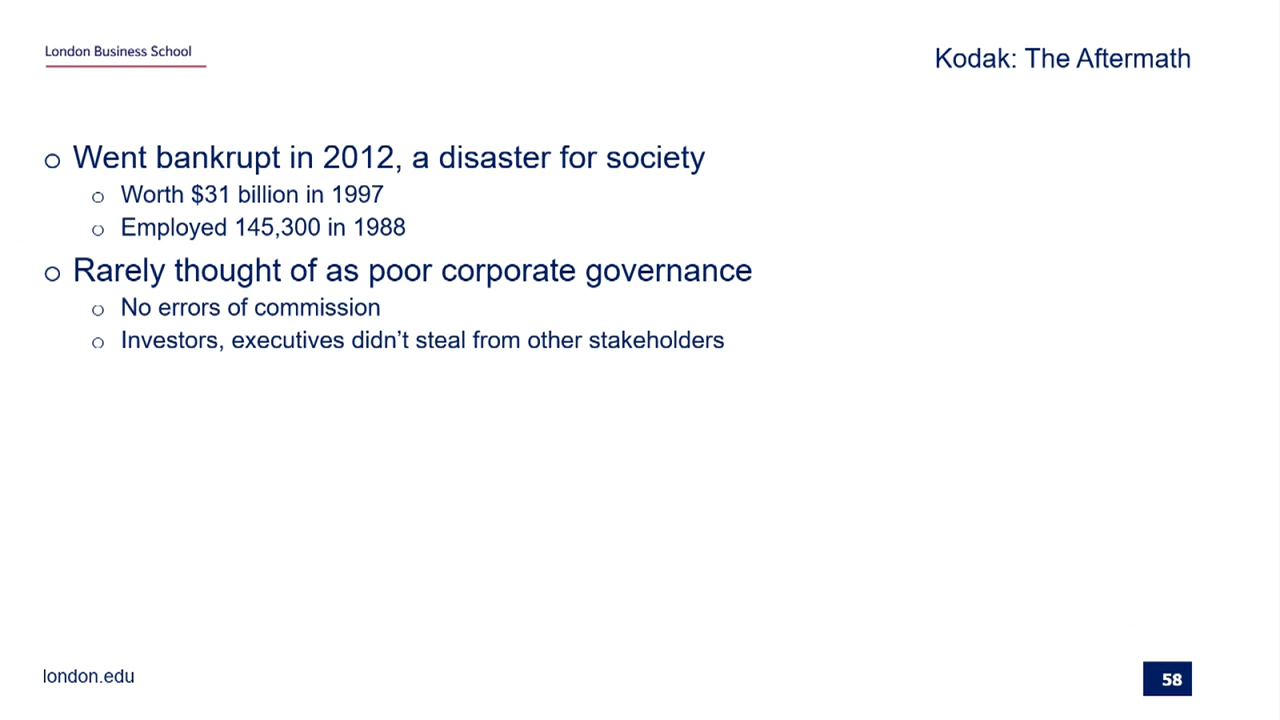 London Business School
Kodak: The Aftermath
Went bankrupt in 2012, a disaster for society
Worth $31 billion in 1997
Employed 145,300 in 1988
Rarely thought of as poor corporate governance
No errors of commission
Investors, executives didn’t steal from other stakeholders
london.edu
58